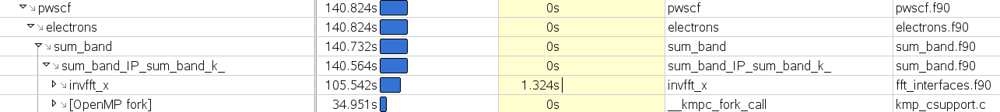 pwscf 140.824s 0s pwscf pwscf.f90
electrons 140.824s 0s electrons electrons.f90
sum_band 140.732s 0s sum_band sum_band.f90
sum_band_IP_sum_band_k_ 140.564s 0s sum_band_IP_sum_band_k_ sum_band.f90
invfft_x 105.542s 1.324s invfft_x fft_interfaces.f90
[OpenMP fork] 34.951s 0s __kmpc_fork_call kmp_csupport.c